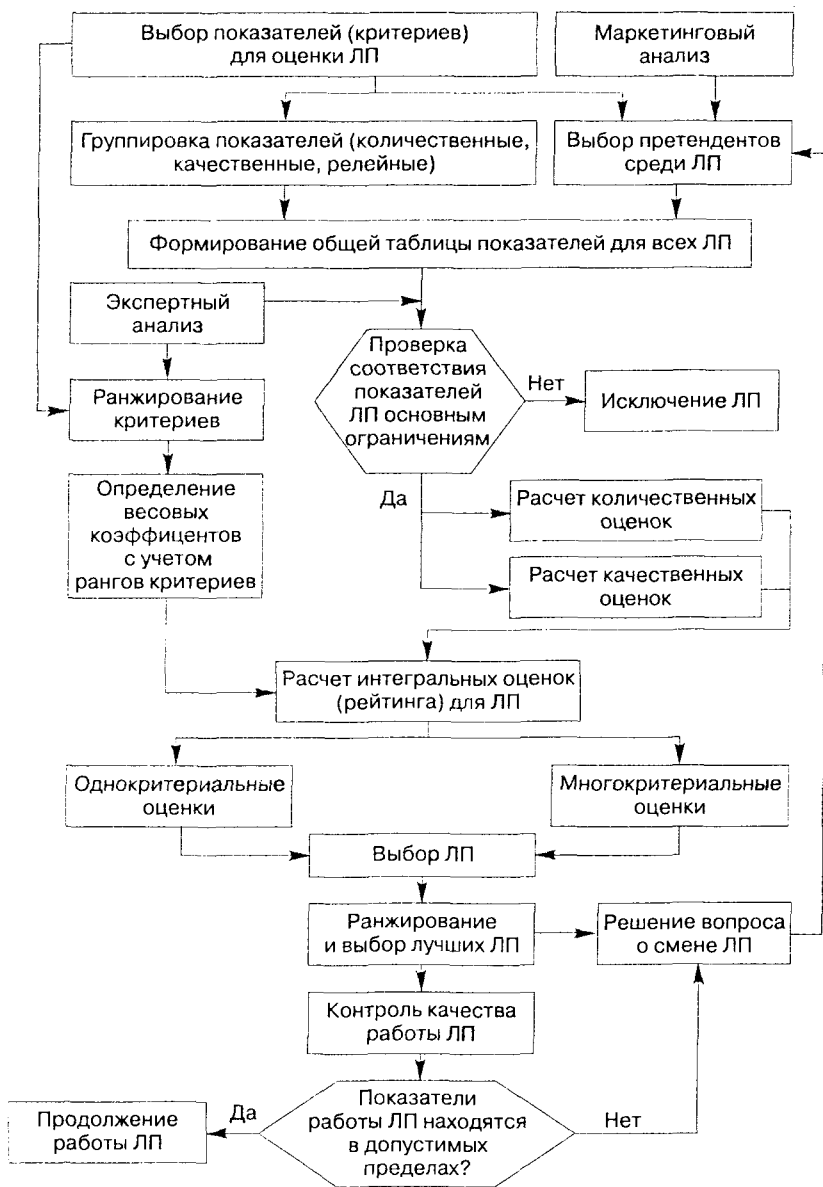 Выбор показателей (критериев)
для оценки ЛП
Маркетинговый
анализ
Группировка показателей (количественные,
качественные, релейные)
Выбор претендентов
среди ЛП
Формирование общей таблицы показателей для всех ЛП
Экспертный
анализ
Проверка
соответствия
показателей
ЛП основным
ограничениям
Нет
Исключение ЛП
Ранжирование
критериев
Да
Определение
весовых
коэффицентов
с учетом
рангов критериев
Расчет количественных
оценок
Расчет качественных
оценок
Расчет интегральных оценок
(рейтинга) для ЛП
Однокритериальные
оценки
Многокритериальные
оценки
Выбор ЛП
Ранжирование
и выбор лучших ЛП
Решение вопроса
о смене ЛП
Контроль качества
работы ЛП
Показатели
работы ЛП находятся
в допустимых
пределах?
Да
Нет
Продолжение
работы ЛП